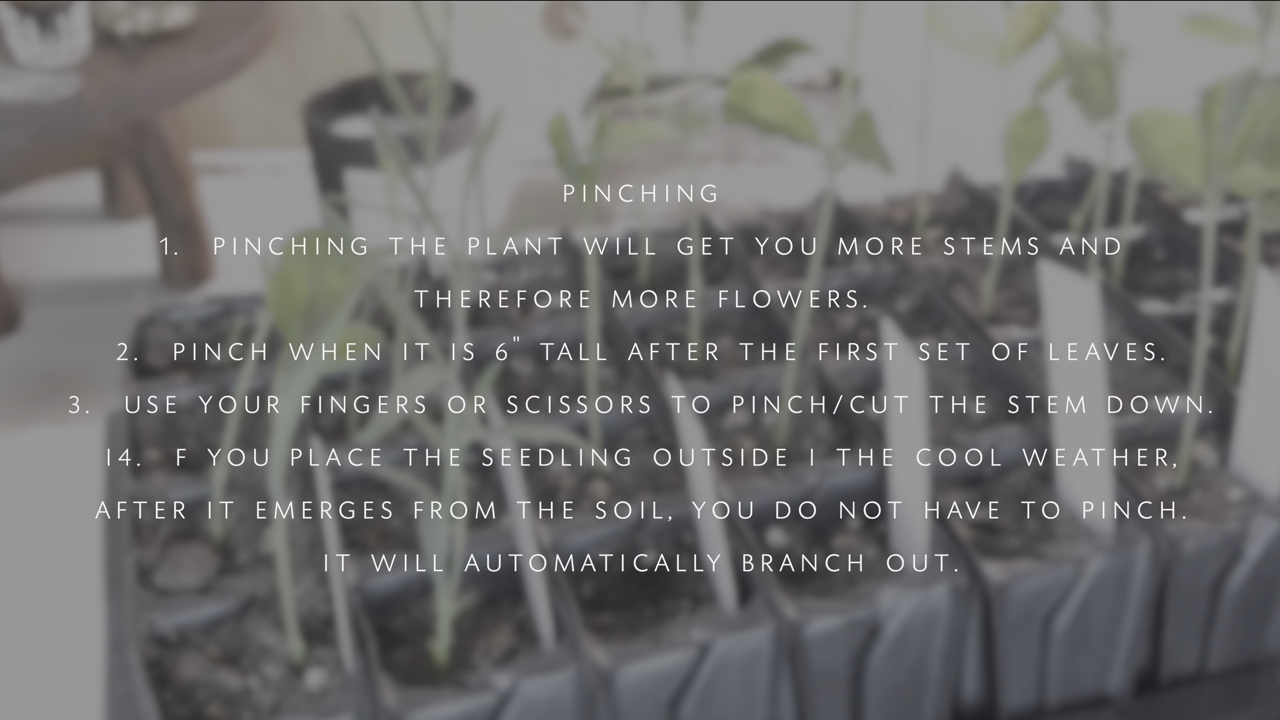 PINCHING
1. PINCHING THE PLANT WILL GET YOU MORE STEMS AND
THEREFORE MORE FLOWERS.
2. PINCH WHEN IT IS 6" TALL AFTER THE FIRST SET OF LEAVES.
3. USE YOUR FINGERS OR SCISSORS TO PINCH/CUT THE STEM DOWN.
I4. F YOU PLACE THE SEEDLING OUTSIDE I THE COOL WEATHER,
AFTER IT EMERGES FROM THE SOIL, YOU DO NOT HAVE TO PINCH.
IT WILL AUTOMATICALLY BRANCH OUT.